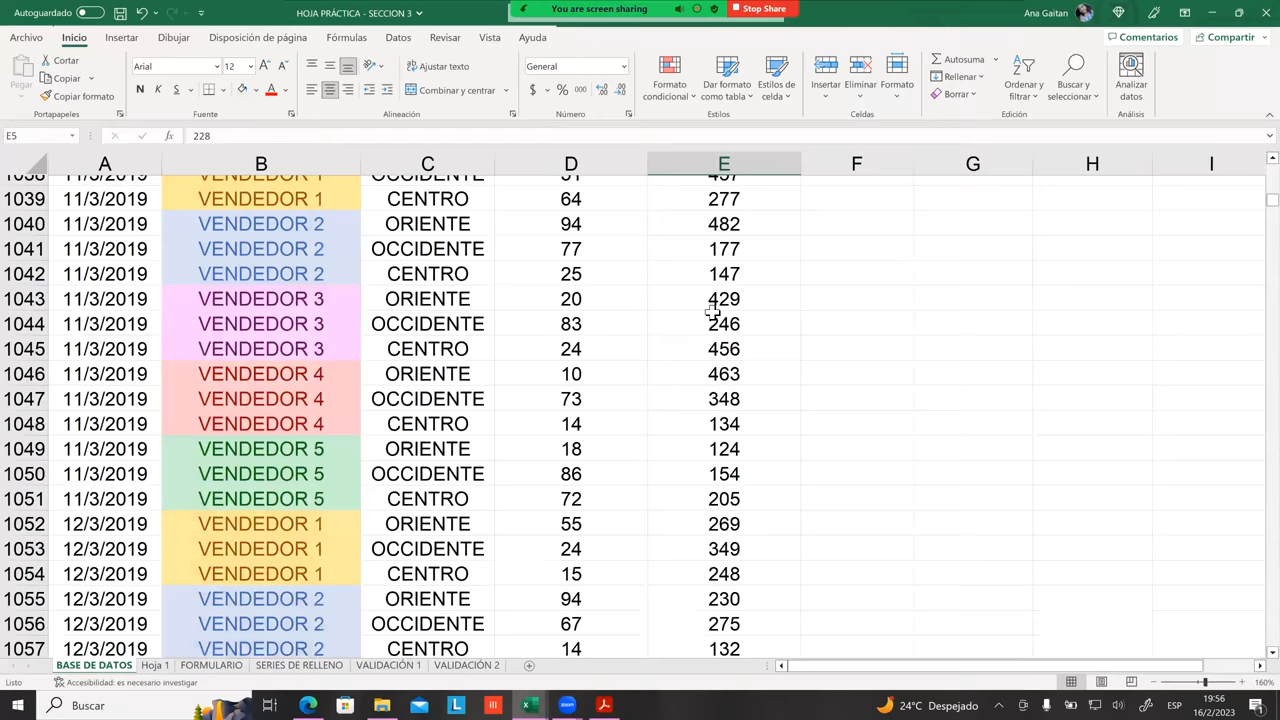 Autoguardado
HOJA PRÁCTICA - SECCION 3
You are screen sharing
Stop Share
Ana Gaitan
Archivo Inicio Insertar Dibujar Disposición de página Fórmulas Datos Revisar Vista Ayuda
Comentarios Compartir
Pegar
Cortar
Copiar
Copiar formato
Portapapeles
Arial 12
N K S
Fuente
Ajustar texto
Combinar y centrar
Alineación
General
$ % 000
Número
Formato condicional
Dar formato como tabla
Estilos de celda
Estilos
Insertar Eliminar Formato
Celdas
Autosuma
Rellenar
Borrar
Ordenar y filtrar
Buscar y seleccionar
Edición
Analizar datos
Análisis
E5 fx 228
A B C D E F G H I
1038 11/3/2019 VENDEDOR 1 OCCIDENTE
1039 11/3/2019 VENDEDOR 1 CENTRO 64 277
1040 11/3/2019 VENDEDOR 2 ORIENTE 94 482
1041 11/3/2019 VENDEDOR 2 OCCIDENTE 77 177
1042 11/3/2019 VENDEDOR 2 CENTRO 25 147
1043 11/3/2019 VENDEDOR 3 ORIENTE 20 429
1044 11/3/2019 VENDEDOR 3 OCCIDENTE 83 246
1045 11/3/2019 VENDEDOR 3 CENTRO 24 456
1046 11/3/2019 VENDEDOR 4 ORIENTE 10 463
1047 11/3/2019 VENDEDOR 4 OCCIDENTE 73 348
1048 11/3/2019 VENDEDOR 4 CENTRO 14 134
1049 11/3/2019 VENDEDOR 5 ORIENTE 18 124
1050 11/3/2019 VENDEDOR 5 OCCIDENTE 86 154
1051 11/3/2019 VENDEDOR 5 CENTRO 72 205
1052 12/3/2019 VENDEDOR 1 ORIENTE 55 269
1053 12/3/2019 VENDEDOR 1 OCCIDENTE 24 349
1054 12/3/2019 VENDEDOR 1 CENTRO 15 248
1055 12/3/2019 VENDEDOR 2 ORIENTE 94 230
1056 12/3/2019 VENDEDOR 2 OCCIDENTE 67 275
1057 12/3/2019 VENDEDOR 2 CENTRO 14 132
BASE DE DATOS Hoja 1 FORMULARIO SERIES DE RELLENO VALIDACIÓN 1 VALIDACIÓN 2
Listo Accesibilidad: es necesario investigar 160%
Buscar
24°C Despejado
ESP
19:56
16/2/2023